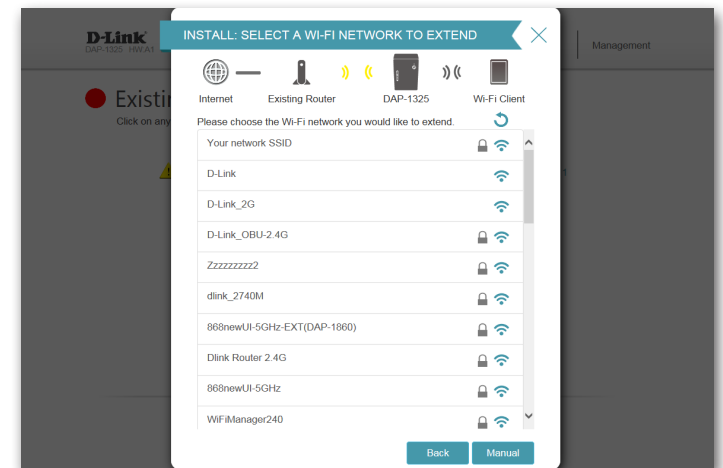 D-Link
DAP-1325 HW:A1
INSTALL: SELECT A WI-FI NETWORK TO EXTEND
Management
Existi
Click on any
Internet
Existing Router
DAP-1325
Wi-Fi Client
Please choose the Wi-Fi network you would like to extend.
Your network SSID
D-Link
D-Link_2G
D-Link_OBU-2.4G
Zzzzzzzzz2
dlink_2740M
868newUI-5GHz-EXT(DAP-1860)
Dlink Router 2.4G
868newUI-5GHz
WiFiManager240
Back
Manual